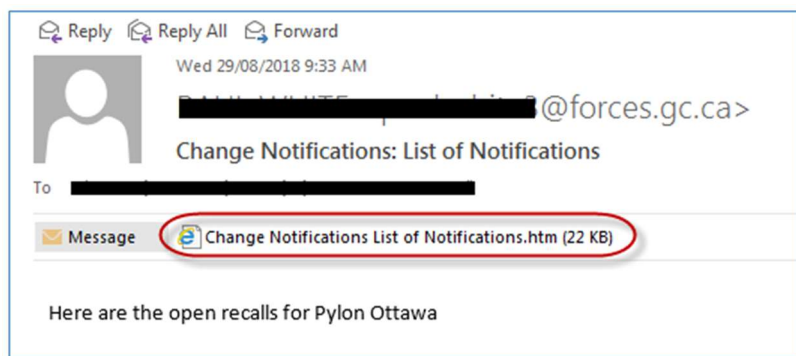 Reply Reply All Forward
Wed 29/08/2018 9:33 AM
@forces.gc.ca>
Change Notifications: List of Notifications
To
Message Change Notifications List of Notifications.htm (22 KB)
Here are the open recalls for Pylon Ottawa